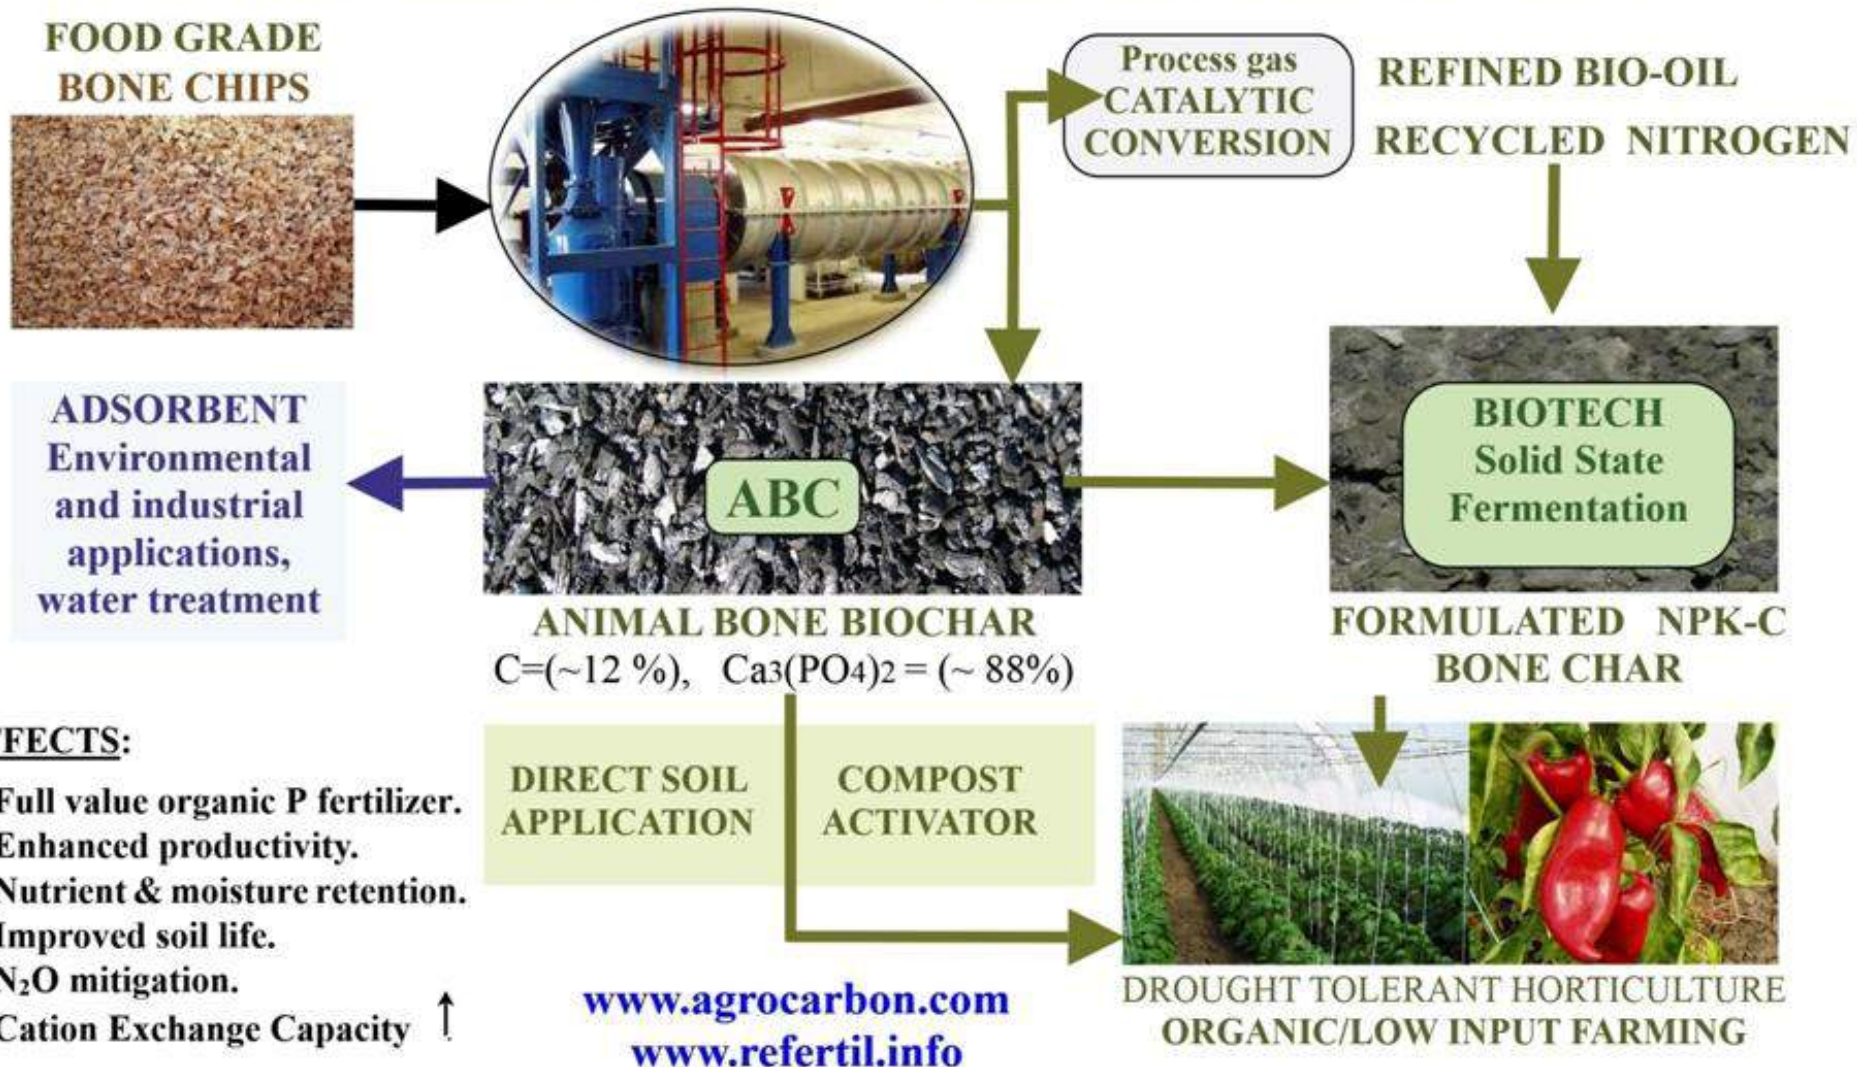 FOOD GRADE
BONE CHIPS
Process gas
CATALYTIC
CONVERSION
REFINED BIO-OIL
RECYCLED NITROGEN
ADSORBENT
Environmental
and industrial
applications,
water treatment
ABC
BIOTECH
Solid State
Fermentation
ANIMAL BONE BIOCHAR
C=(~12 %), Ca3(PO4)2 = (~ 88%)
FORMULATED NPK-C
BONE CHAR
FFECTS:
Full value organic P fertilizer.
Enhanced productivity.
Nutrient & moisture retention.
Improved soil life.
N₂O mitigation.
Cation Exchange Capacity ↑
DIRECT SOIL
APPLICATION
COMPOST
ACTIVATOR
www.agrocarbon.com
www.refertil.info
DROUGHT TOLERANT HORTICULTURE
ORGANIC/LOW INPUT FARMING